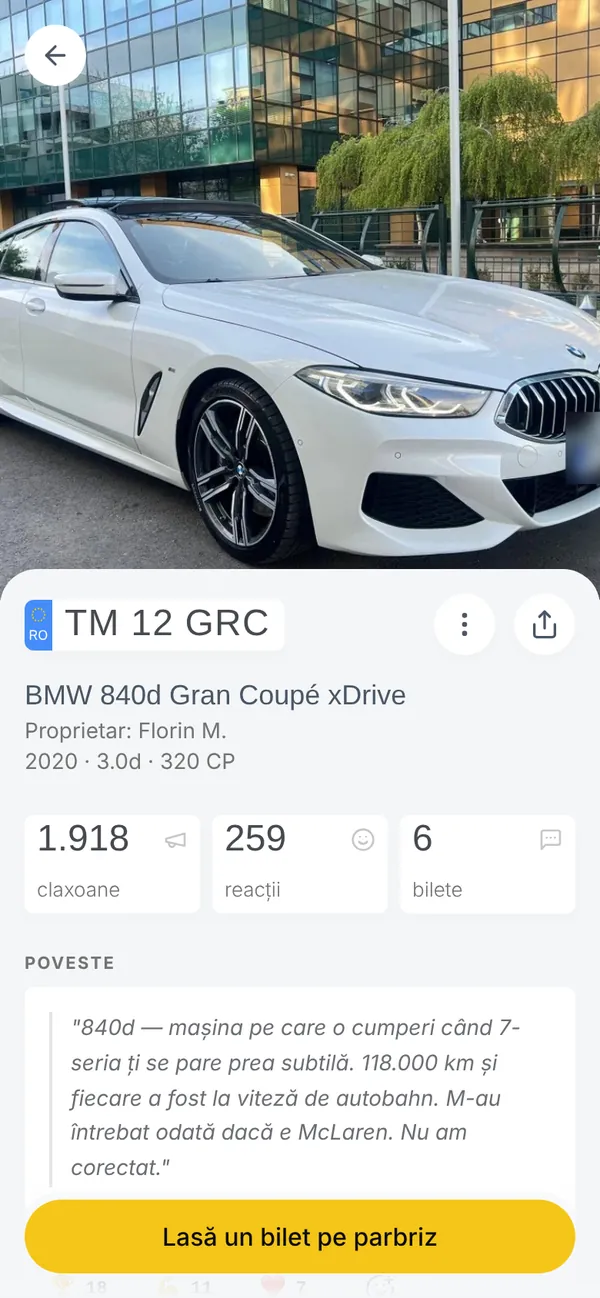 RO TM 12 GRC
BMW 840d Gran Coupé xDrive
Proprietar: Florin M.
2020 · 3.0d · 320 CP
1.918 259 6
claxoane reacții bilete
POVESTE
"840d — mașina pe care o cumperi când 7-
seria ți se pare prea subtilă. 118.000 km și
fiecare a fost la viteză de autobahn. M-au
întrebat odată dacă e McLaren. Nu am
corectat."
Lasă un bilet pe parbriz
18 11 7